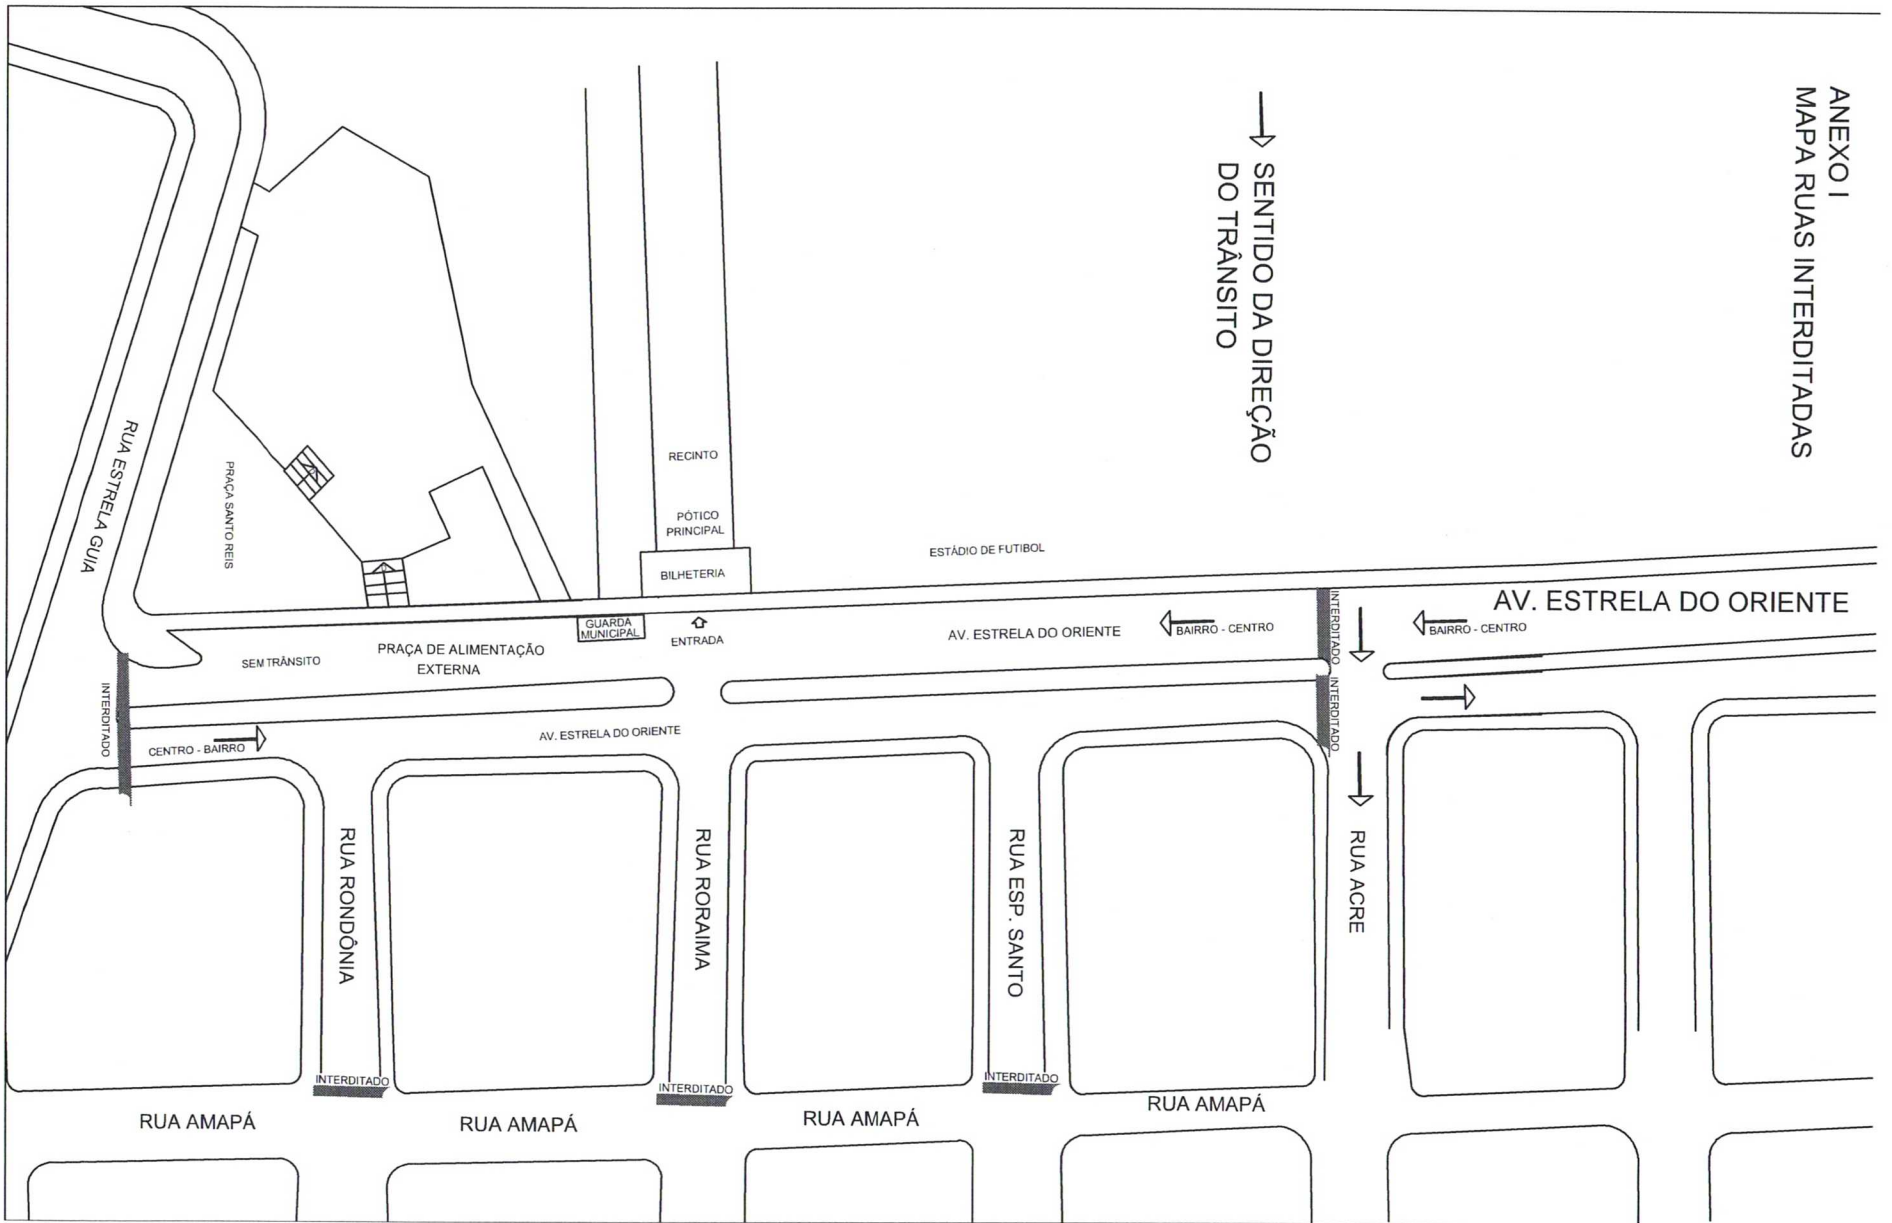 ANEXO I
MAPA RUAS INTERDITADAS
SENTIDO DA DIREÇÃO
DO TRÂNSITO
RUA ESTRELA GUIA
PRAÇA SANTO REIS
RECINTO
PÓTICO
PRINCIPAL
BILHETERIA
ESTÁDIO DE FUTIBOL
GUARDA
MUNICIPAL
ENTRADA
AV. ESTRELA DO ORIENTE
BAIRRO - CENTRO
INTERDITADO
BAIRRO - CENTRO
AV. ESTRELA DO ORIENTE
SEM TRÂNSITO
PRAÇA DE ALIMENTAÇÃO
EXTERNA
INTERDITADO
INTERDITADO
CENTRO - BAIRRO
AV. ESTRELA DO ORIENTE
RUA RONDÔNIA
RUA RORAIMA
RUA ESP. SANTO
RUA ACRE
INTERDITADO
INTERDITADO
INTERDITADO
RUA AMAPÁ
RUA AMAPÁ
RUA AMAPÁ
RUA AMAPÁ